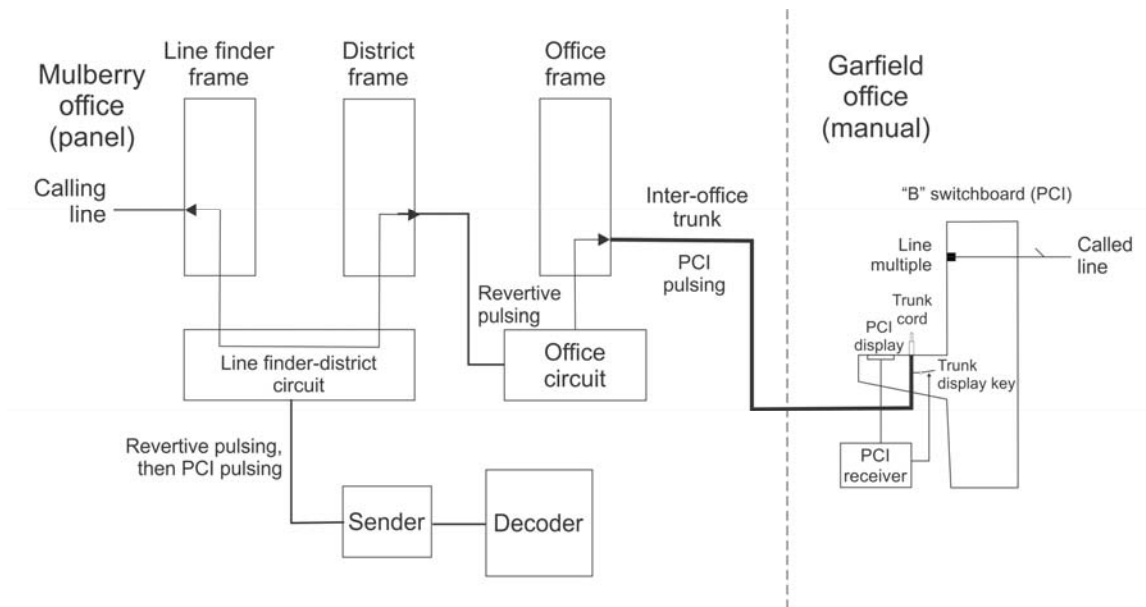 Mulberry
office
(panel)
Line finder
frame
District
frame
Office
frame
Garfield
office
(manual)
Calling
line
Inter-office
trunk
PCI
pulsing
Revertive
pulsing
Line finder-district
circuit
Office
circuit
Revertive pulsing,
then PCI pulsing
Sender
Decoder
“B” switchboard (PCI)
Line
multiple
Called
line
Trunk
cord
PCI
display
Trunk
display key
PCI
receiver